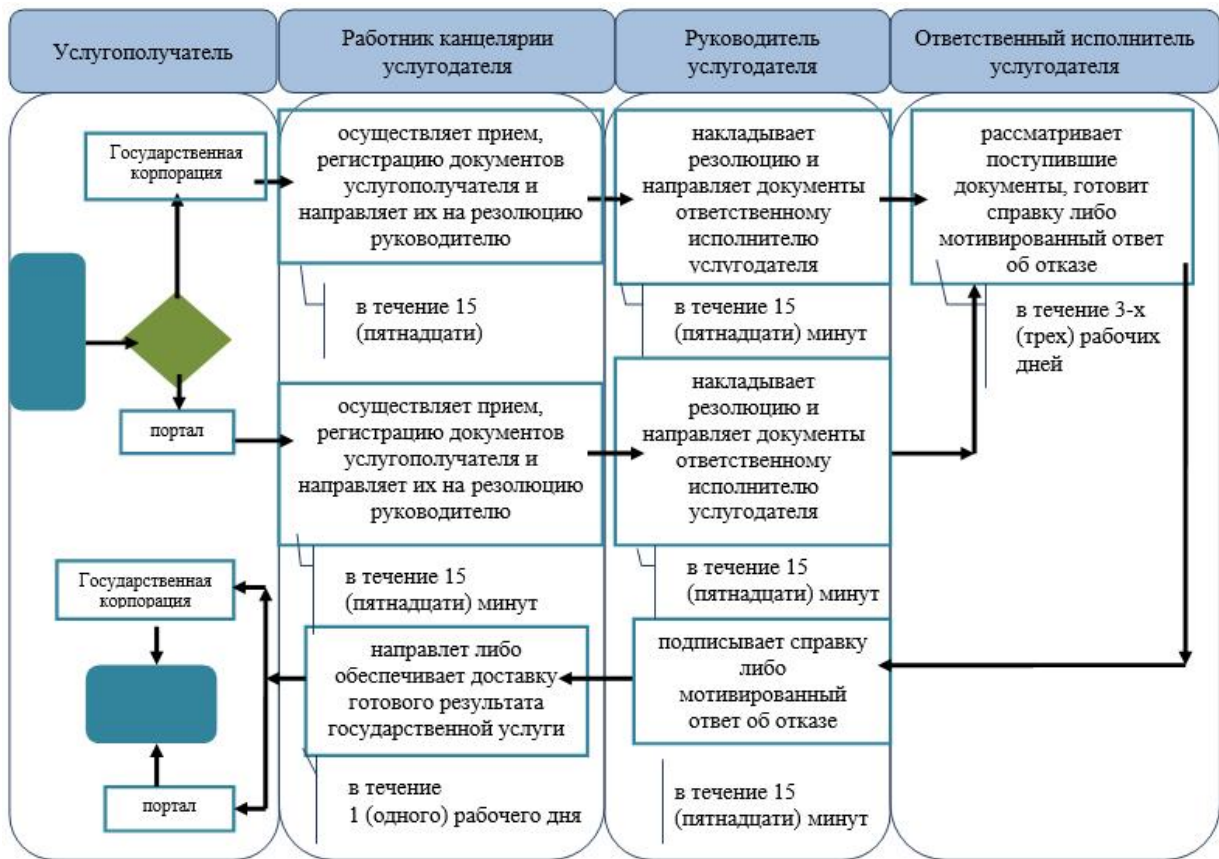 Услугополучатель
Работник канцелярии
услугодателя
Руководитель
услугодателя
Ответственный исполнитель
услугодателя
Государственная
корпорация
осуществляет прием,
регистрацию документов
услугополучателя и
направляет их на резолюцию
руководителю
накладывает
резолюцию и
направляет документы
ответственному
исполнителю
услугодателя
рассматривает
поступившие
документы, готовит
справку либо
мотивированный ответ
об отказе
в течение 15
(пятнадцати)
в течение 15
(пятнадцати) минут
в течение 3-х
(трех) рабочих
дней
портал
осуществляет прием,
регистрацию документов
услугополучателя и
направляет их на резолюцию
руководителю
накладывает
резолюцию и
направляет документы
ответственному
исполнителю
услугодателя
в течение 15
(пятнадцати) минут
в течение 15
(пятнадцати) минут
Государственная
корпорация
направлет либо
обеспечивает доставку
готового результата
государственной услуги
подписывает справку
либо
мотивированный
ответ об отказе
портал
в течение
1 (одного) рабочего дня
в течение 15
(пятнадцати) минут